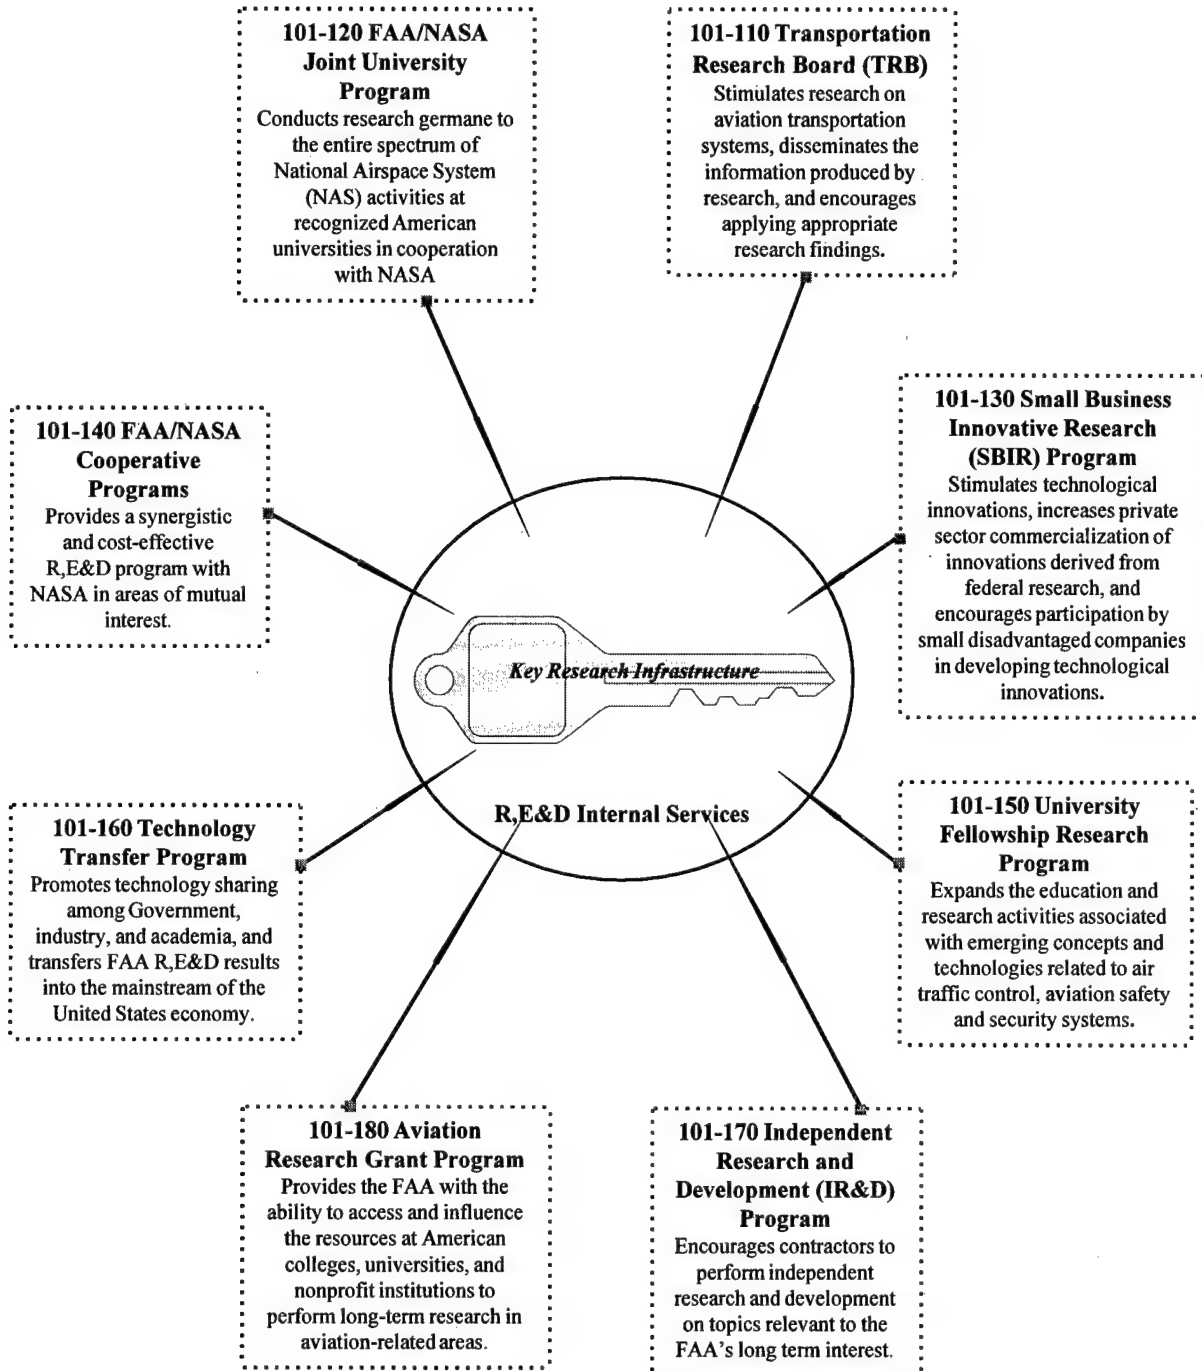 101-120 FAA/NASA
Joint University
Program
Conducts research germane to
the entire spectrum of
National Airspace System
(NAS) activities at
recognized American
universities in cooperation
with NASA
101-110 Transportation
Research Board (TRB)
Stimulates research on
aviation transportation
systems, disseminates the
information produced by
research, and encourages
applying appropriate
research findings.
101-140 FAA/NASA
Cooperative
Programs
Provides a synergistic
and cost-effective
R,E&D program with
NASA in areas of mutual
interest.
101-130 Small Business
Innovative Research
(SBIR) Program
Stimulates technological
innovations, increases private
sector commercialization of
innovations derived from
federal research, and
encourages participation by
small disadvantaged companies
in developing technological
innovations.
Key Research Infrastructure
R,E&D Internal Services
101-160 Technology
Transfer Program
Promotes technology sharing
among Government,
industry, and academia, and
transfers FAA R,E&D results
into the mainstream of the
United States economy.
101-150 University
Fellowship Research
Program
Expands the education and
research activities associated
with emerging concepts and
technologies related to air
traffic control, aviation safety
and security systems.
101-180 Aviation
Research Grant Program
Provides the FAA with the
ability to access and influence
the resources at American
colleges, universities, and
nonprofit institutions to
perform long-term research in
aviation-related areas.
101-170 Independent
Research and
Development (IR&D)
Program
Encourages contractors to
perform independent
research and development
on topics relevant to the
FAA's long term interest.